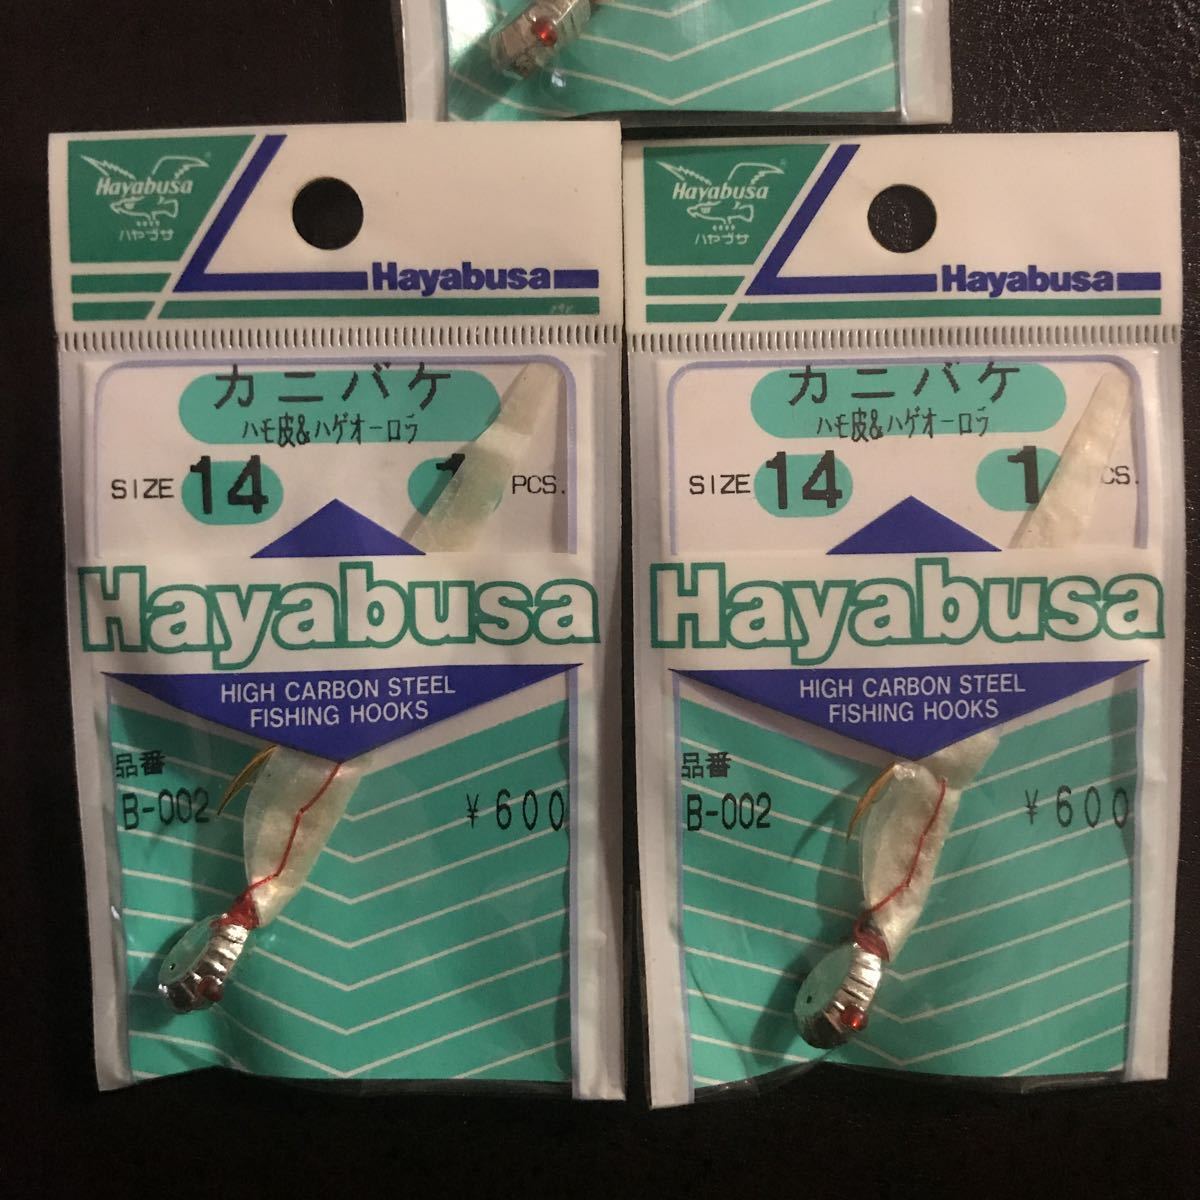 Hayabusa
ハヤブサ
Hayabusa
カニバケ
ハモ皮&ハゲオーロラ
SIZE 14 1 PCS.
Hayabusa
HIGH CARBON STEEL
FISHING HOOKS
品番
B-002 ¥600
Hayabusa
ハヤブサ
Hayabusa
カニバケ
ハモ皮&ハゲオーロラ
SIZE 14 1 CS.
Hayabusa
HIGH CARBON STEEL
FISHING HOOKS
品番
B-002 ¥600